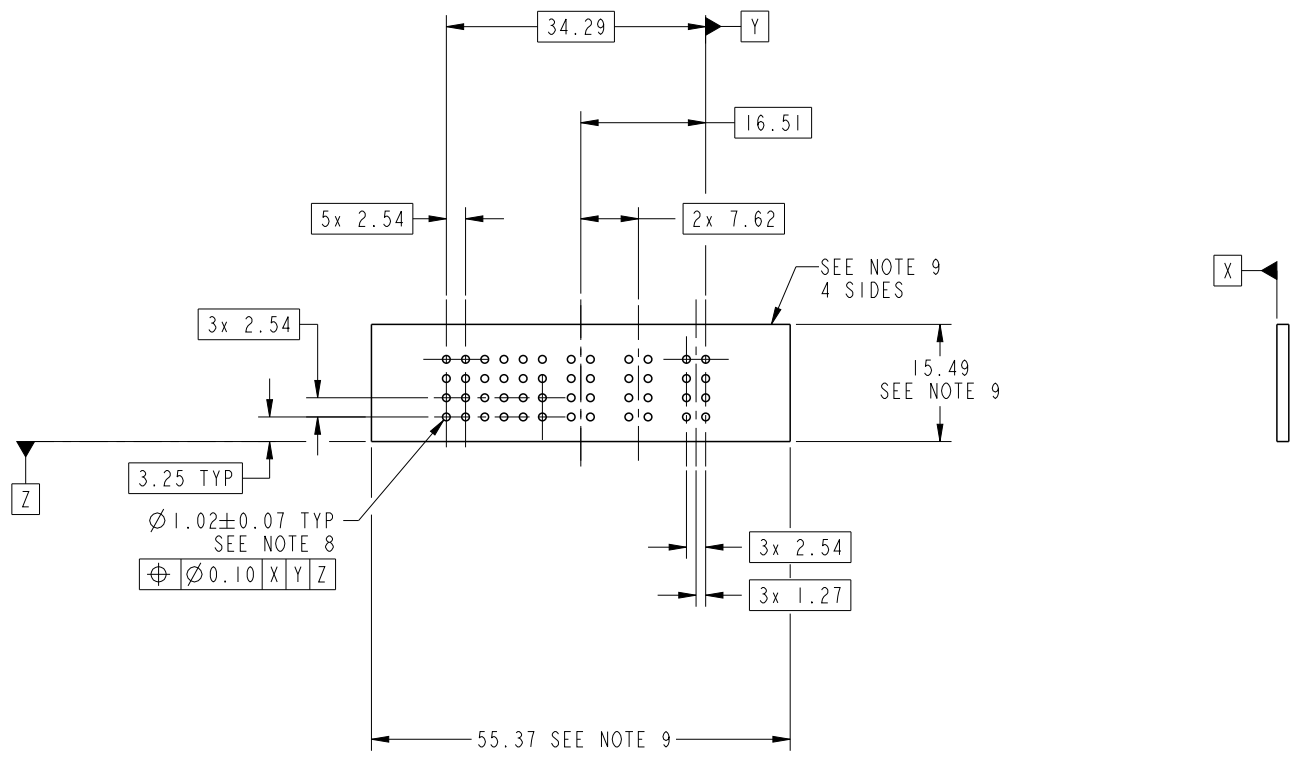 34.29
Y
16.51
5x 2.54
2x 7.62
SEE NOTE 9
4 SIDES
X
3x 2.54
15.49
SEE NOTE 9
3.25 TYP
Z
Ø1.02±0.07 TYP
SEE NOTE 8
⌖ Ø0.10 X Y Z
3x 2.54
3x 1.27
55.37 SEE NOTE 9